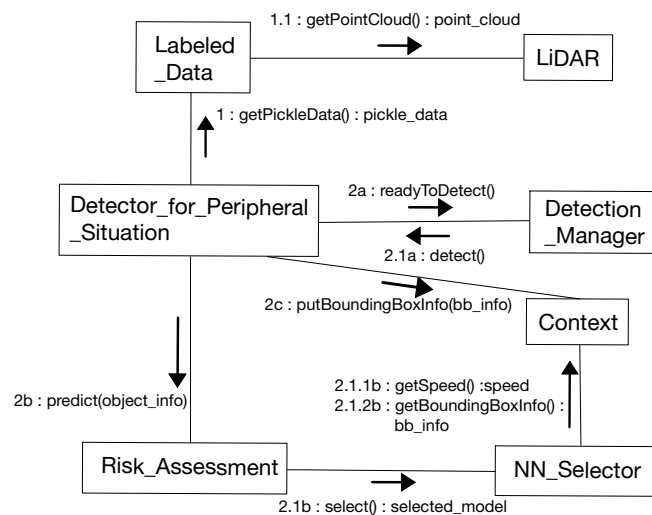 1.1 : getPointCloud() : point_cloud
Labeled
_Data
LiDAR
1 : getPickleData() : pickle_data
Detector_for_Peripheral
_Situation
2a : readyToDetect()
Detection
_Manager
2.1a : detect()
2c : putBoundingBoxInfo(bb_info)
Context
2b : predict(object_info)
2.1.1b : getSpeed() :speed
2.1.2b : getBoundingBoxInfo() :
bb_info
Risk_Assessment
NN_Selector
2.1b : select() : selected_model